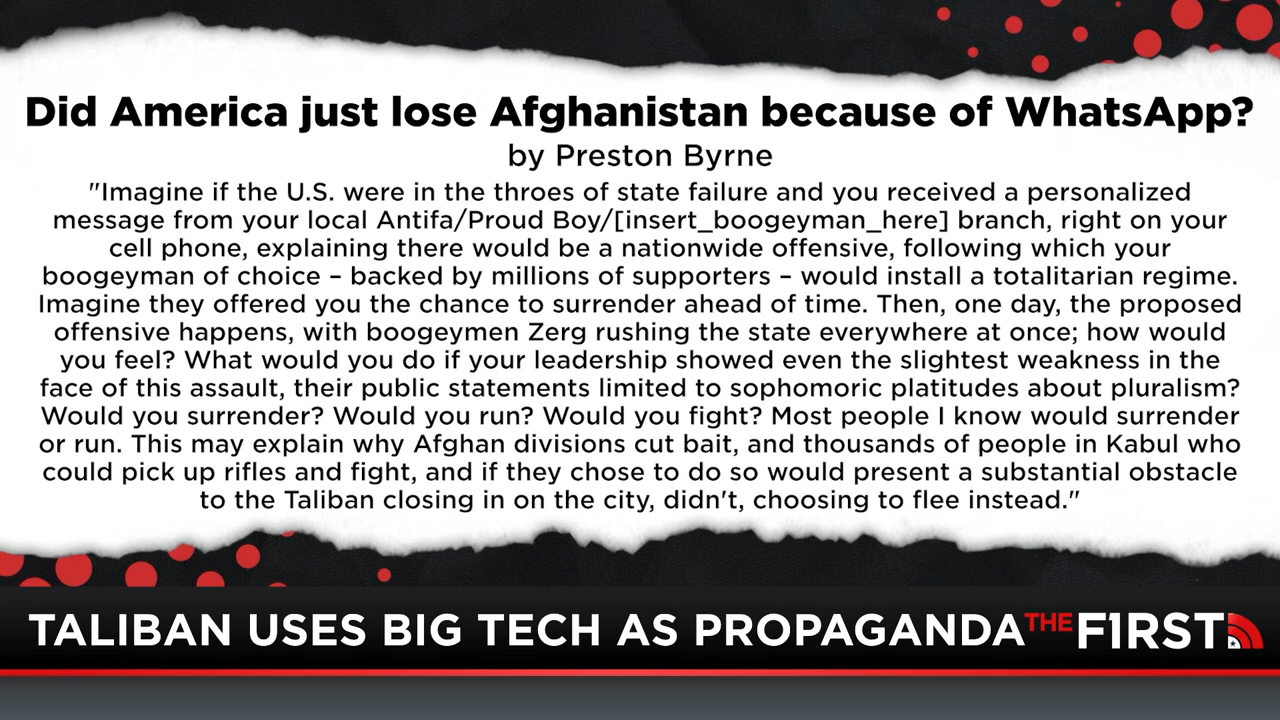 Did America just lose Afghanistan because of WhatsApp?
by Preston Byrne
"Imagine if the U.S. were in the throes of state failure and you received a personalized
message from your local Antifa/Proud Boy/[insert_boogeyman_here] branch, right on your
cell phone, explaining there would be a nationwide offensive, following which your
boogeyman of choice – backed by millions of supporters – would install a totalitarian regime.
Imagine they offered you the chance to surrender ahead of time. Then, one day, the proposed
offensive happens, with boogeymen Zerg rushing the state everywhere at once; how would
you feel? What would you do if your leadership showed even the slightest weakness in the
face of this assault, their public statements limited to sophomoric platitudes about pluralism?
Would you surrender? Would you run? Would you fight? Most people I know would surrender
or run. This may explain why Afghan divisions cut bait, and thousands of people in Kabul who
could pick up rifles and fight, and if they chose to do so would present a substantial obstacle
to the Taliban closing in on the city, didn't, choosing to flee instead."
TALIBAN USES BIG TECH AS PROPAGANDA
THE F1RST